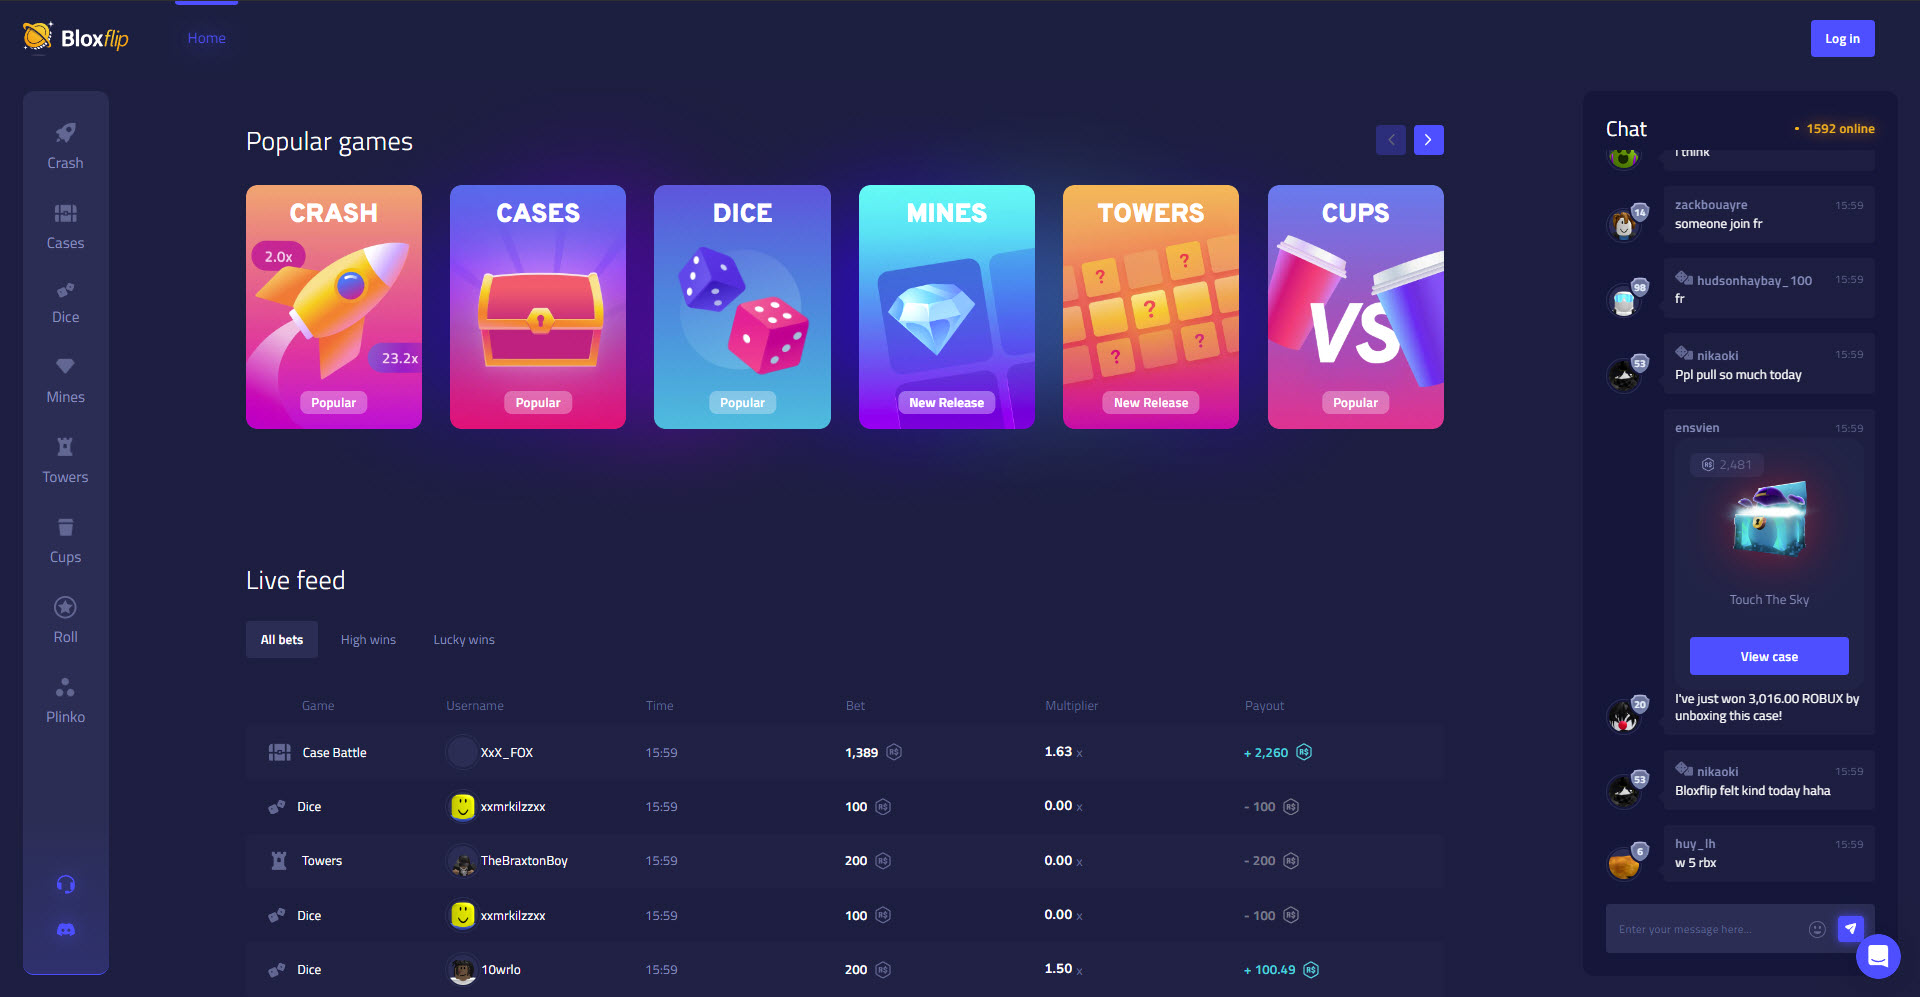 Bloxflip
Home
Log in
Crash
Cases
Dice
Mines
Towers
Cups
Roll
Plinko
Popular games
CRASH
2.0x
23.2x
Popular
CASES
Popular
DICE
Popular
MINES
New Release
TOWERS
? ?
?
? ?
New Release
CUPS
VS
Popular
Live feed
All bets High wins Lucky wins
Game Username Time Bet Multiplier Payout
Case Battle XxX_FOX 15:59 1,389 R$ 1.63 x + 2,260 R$
Dice xxmrkilzzxx 15:59 100 R$ 0.00 x - 100 R$
Towers TheBraxtonBoy 15:59 200 R$ 0.00 x - 200 R$
Dice xxmrkilzzxx 15:59 100 R$ 0.00 x - 100 R$
Dice 10wrlo 15:59 200 R$ 1.50 x + 100.49 R$
Chat • 1592 online
I think
14 zackbouayre 15:59
someone join fr
98 hudsonhaybay_100 15:59
fr
53 nikaoki 15:59
Ppl pull so much today
ensvien 15:59
R$ 2,481
Touch The Sky
View case
20 I've just won 3,016.00 ROBUX by
unboxing this case!
53 nikaoki 15:59
Bloxflip felt kind today haha
6 huy_lh 15:59
w 5 rbx
Enter your message here...